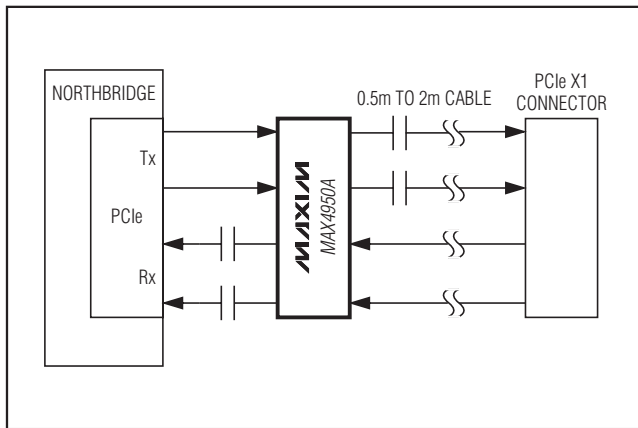 NORTHBRIDGE
Tx
PCIe
Rx
MAXIM
MAX4950A
0.5m TO 2m CABLE
PCIe X1
CONNECTOR